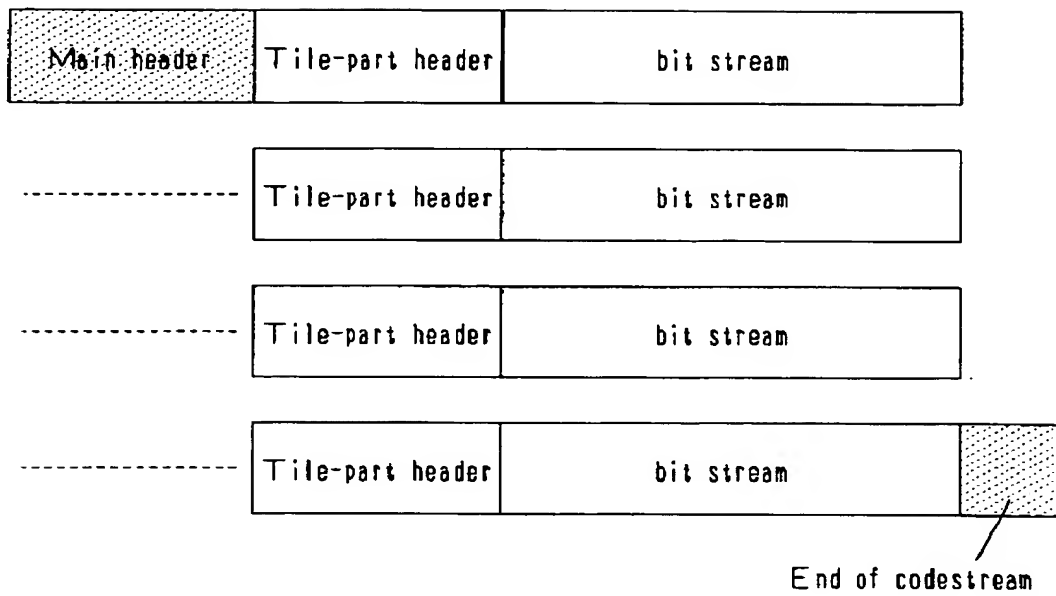 Main header Tile-part header bit stream
Tile-part header bit stream
Tile-part header bit stream
Tile-part header bit stream
End of codestream